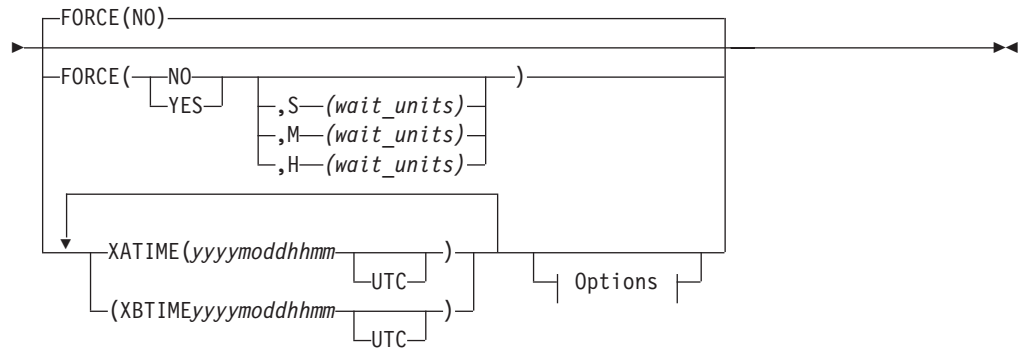 FORCE(NO)
FORCE( NO )
YES
,S (wait_units)
,M (wait_units)
,H (wait_units)
XATIME(yyyymoddhhmm )
UTC
Options
(XBTIMEyyyymoddhhmm )
UTC